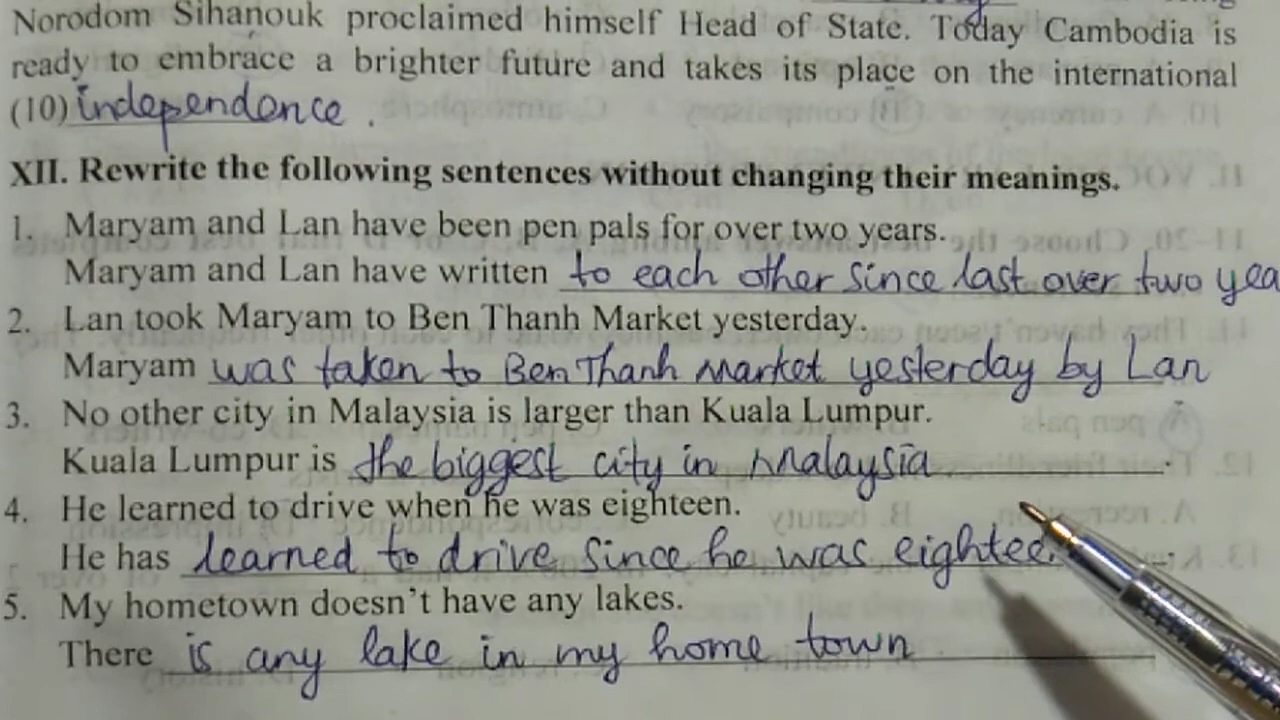 Norodom Sihanouk proclaimed himself Head of State. Today Cambodia is
ready to embrace a brighter future and takes its place on the international
(10) independence.
XII. Rewrite the following sentences without changing their meanings.
1. Maryam and Lan have been pen pals for over two years.
Maryam and Lan have written to each other since last over two yea
2. Lan took Maryam to Ben Thanh Market yesterday.
Maryam was taken to Ben Thanh Market yesterday by Lan
3. No other city in Malaysia is larger than Kuala Lumpur.
Kuala Lumpur is the biggest city in Malaysia.
4. He learned to drive when he was eighteen.
He has learned to drive since he was eighteen.
5. My hometown doesn't have any lakes.
There is any lake in my home town